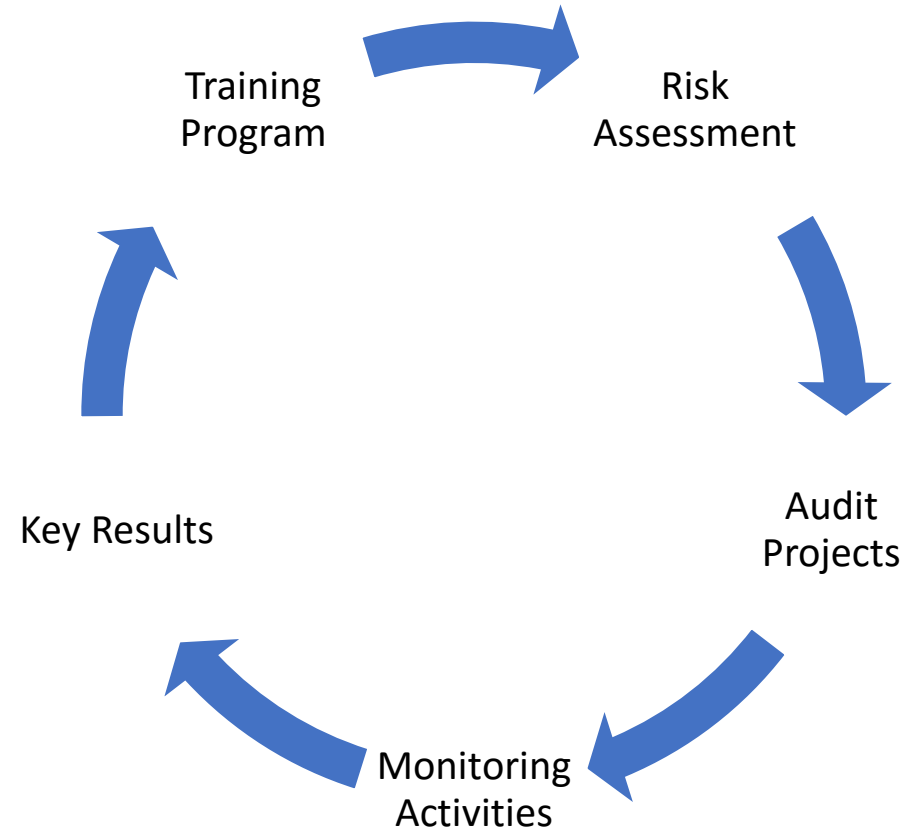 Training
Program
Risk
Assessment
Audit
Projects
Monitoring
Activities
Key Results